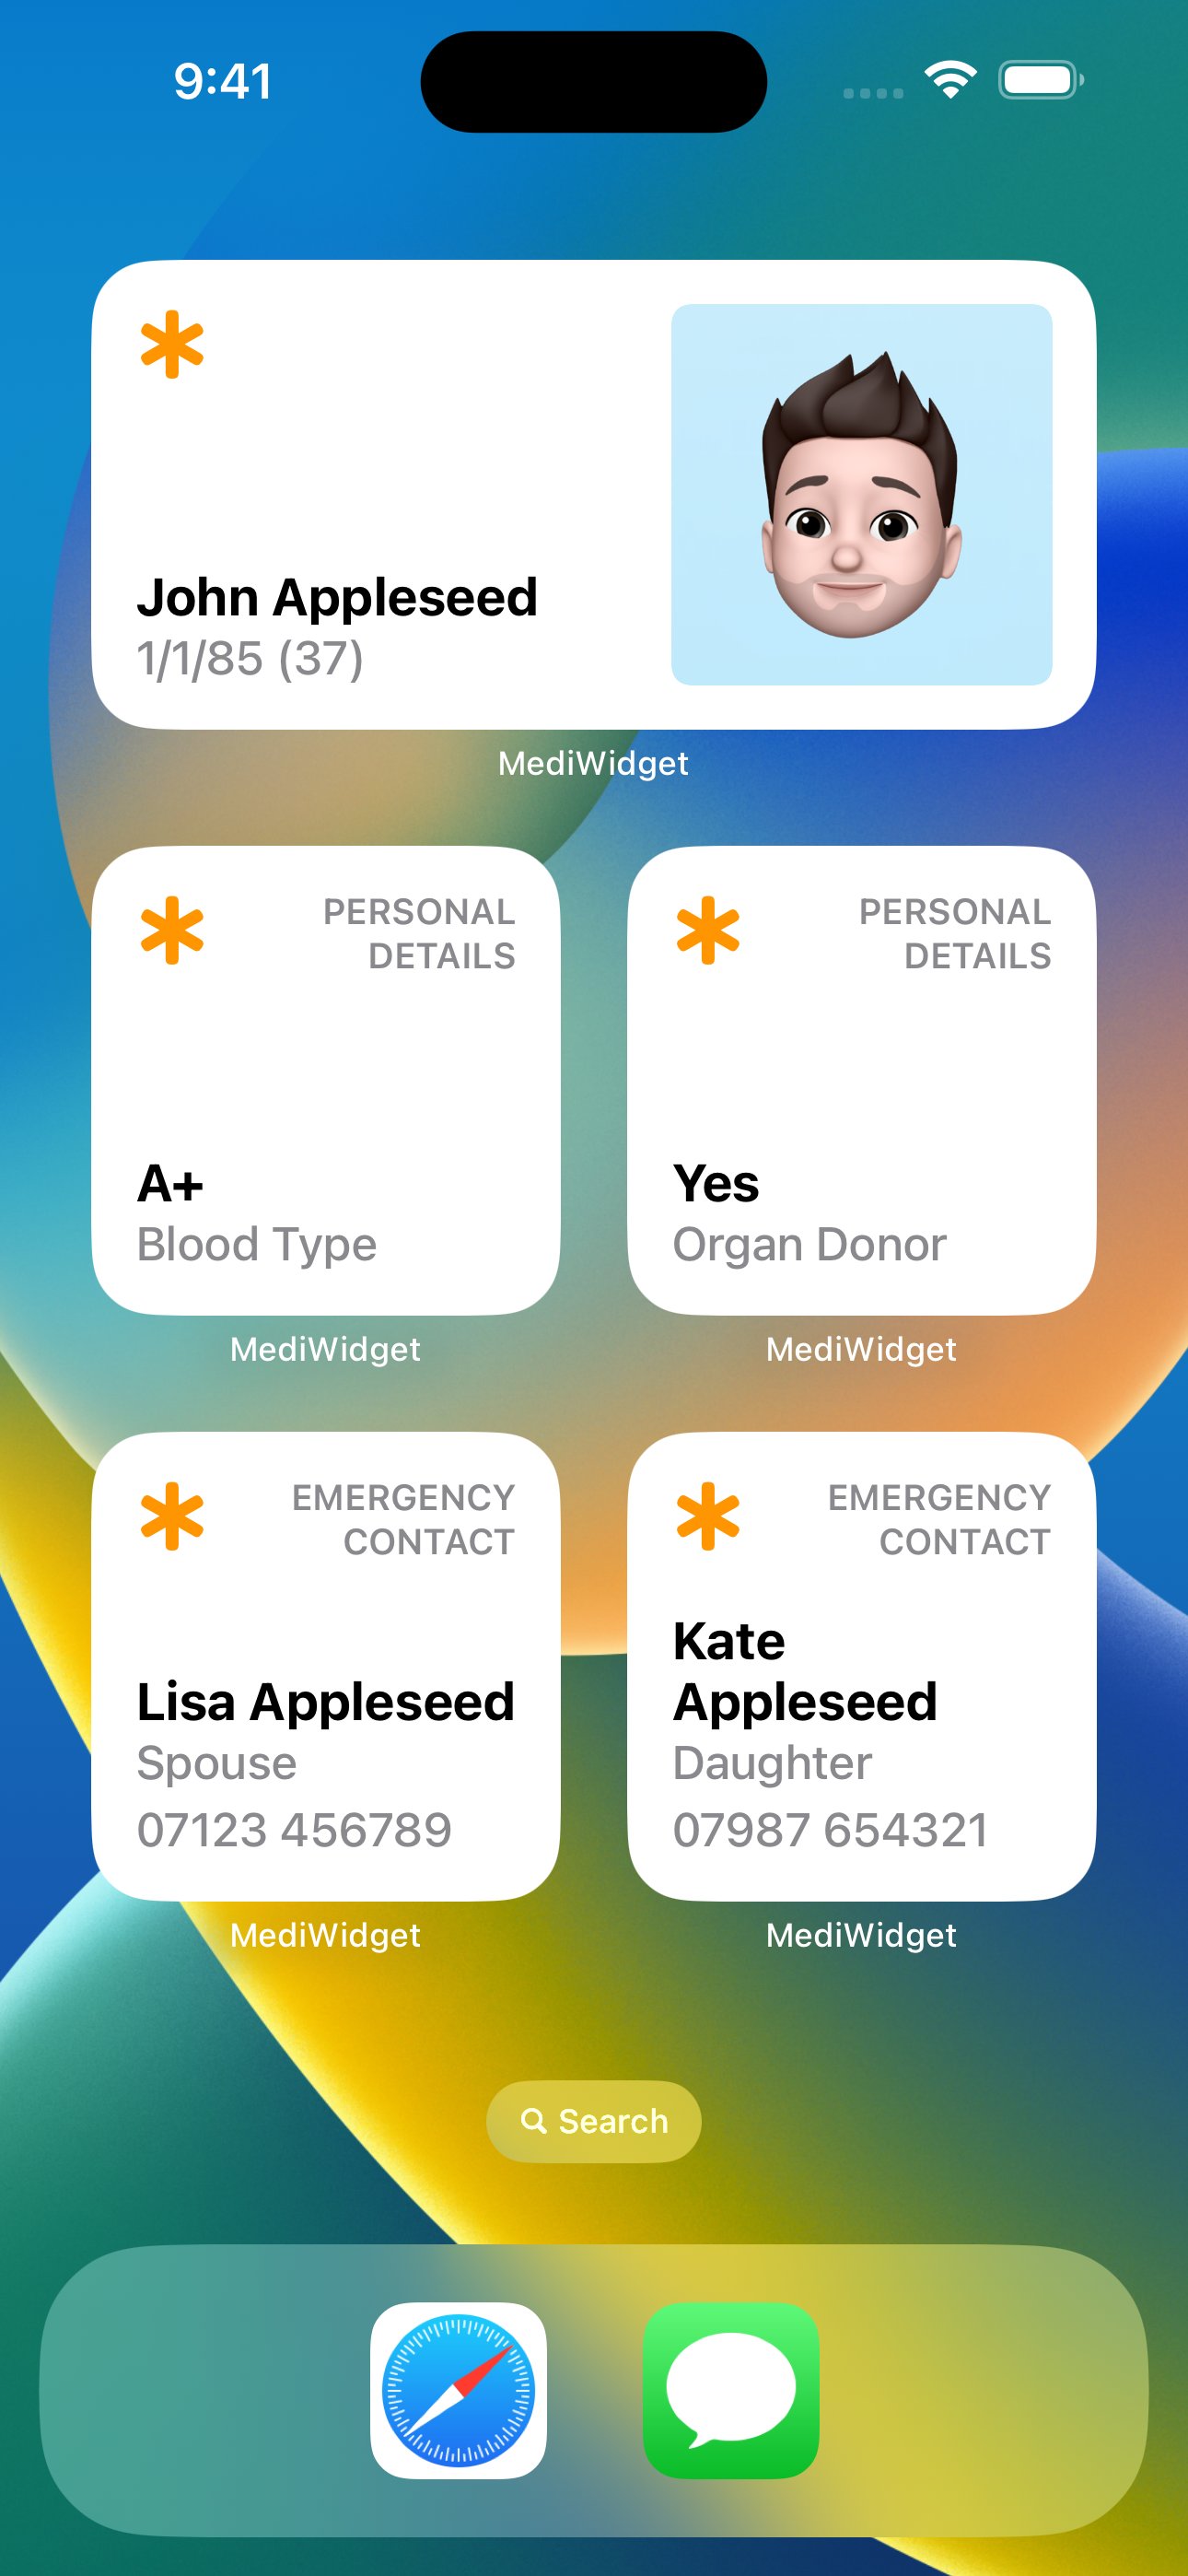 9:41
John Appleseed
1/1/85 (37)
MediWidget
PERSONAL
DETAILS
A+
Blood Type
MediWidget
PERSONAL
DETAILS
Yes
Organ Donor
MediWidget
EMERGENCY
CONTACT
Lisa Appleseed
Spouse
07123 456789
MediWidget
EMERGENCY
CONTACT
Kate
Appleseed
Daughter
07987 654321
MediWidget
Search